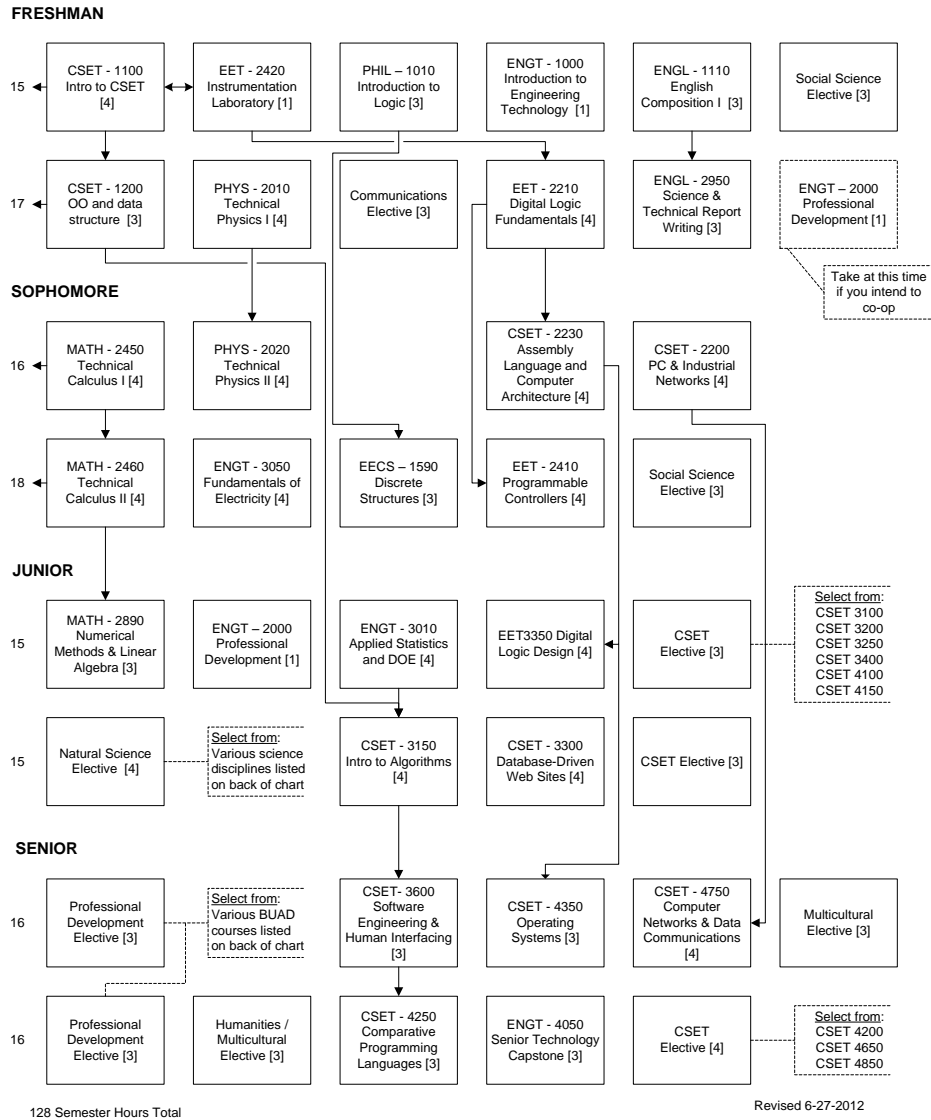 FRESHMAN
15
CSET - 1100
Intro to CSET
[4]
EET - 2420
Instrumentation
Laboratory [1]
PHIL – 1010
Introduction to
Logic [3]
ENGT - 1000
Introduction to
Engineering
Technology [1]
ENGL - 1110
English
Composition I [3]
Social Science
Elective [3]
17
CSET - 1200
OO and data
structure [3]
PHYS - 2010
Technical
Physics I [4]
Communications
Elective [3]
EET - 2210
Digital Logic
Fundamentals [4]
ENGL - 2950
Science &
Technical Report
Writing [3]
ENGT – 2000
Professional
Development [1]
Take at this time
if you intend to
co-op
SOPHOMORE
16
MATH - 2450
Technical
Calculus I [4]
PHYS - 2020
Technical
Physics II [4]
CSET - 2230
Assembly
Language and
Computer
Architecture [4]
CSET - 2200
PC & Industrial
Networks [4]
18
MATH - 2460
Technical
Calculus II [4]
ENGT - 3050
Fundamentals of
Electricity [4]
EECS – 1590
Discrete
Structures [3]
EET - 2410
Programmable
Controllers [4]
Social Science
Elective [3]
JUNIOR
15
MATH - 2890
Numerical
Methods & Linear
Algebra [3]
ENGT – 2000
Professional
Development [1]
ENGT - 3010
Applied Statistics
and DOE [4]
EET3350 Digital
Logic Design [4]
CSET
Elective [3]
Select from:
CSET 3100
CSET 3200
CSET 3250
CSET 3400
CSET 4100
CSET 4150
15
Natural Science
Elective [4]
Select from:
Various science
disciplines listed
on back of chart
CSET - 3150
Intro to Algorithms
[4]
CSET - 3300
Database-Driven
Web Sites [4]
CSET Elective [3]
SENIOR
16
Professional
Development
Elective [3]
Select from:
Various BUAD
courses listed
on back of chart
CSET- 3600
Software
Engineering &
Human Interfacing
[3]
CSET - 4350
Operating
Systems [3]
CSET - 4750
Computer
Networks & Data
Communications
[4]
Multicultural
Elective [3]
16
Professional
Development
Elective [3]
Humanities /
Multicultural
Elective [3]
CSET - 4250
Comparative
Programming
Languages [3]
ENGT - 4050
Senior Technology
Capstone [3]
CSET
Elective [4]
Select from:
CSET 4200
CSET 4650
CSET 4850
128 Semester Hours Total
Revised 6-27-2012